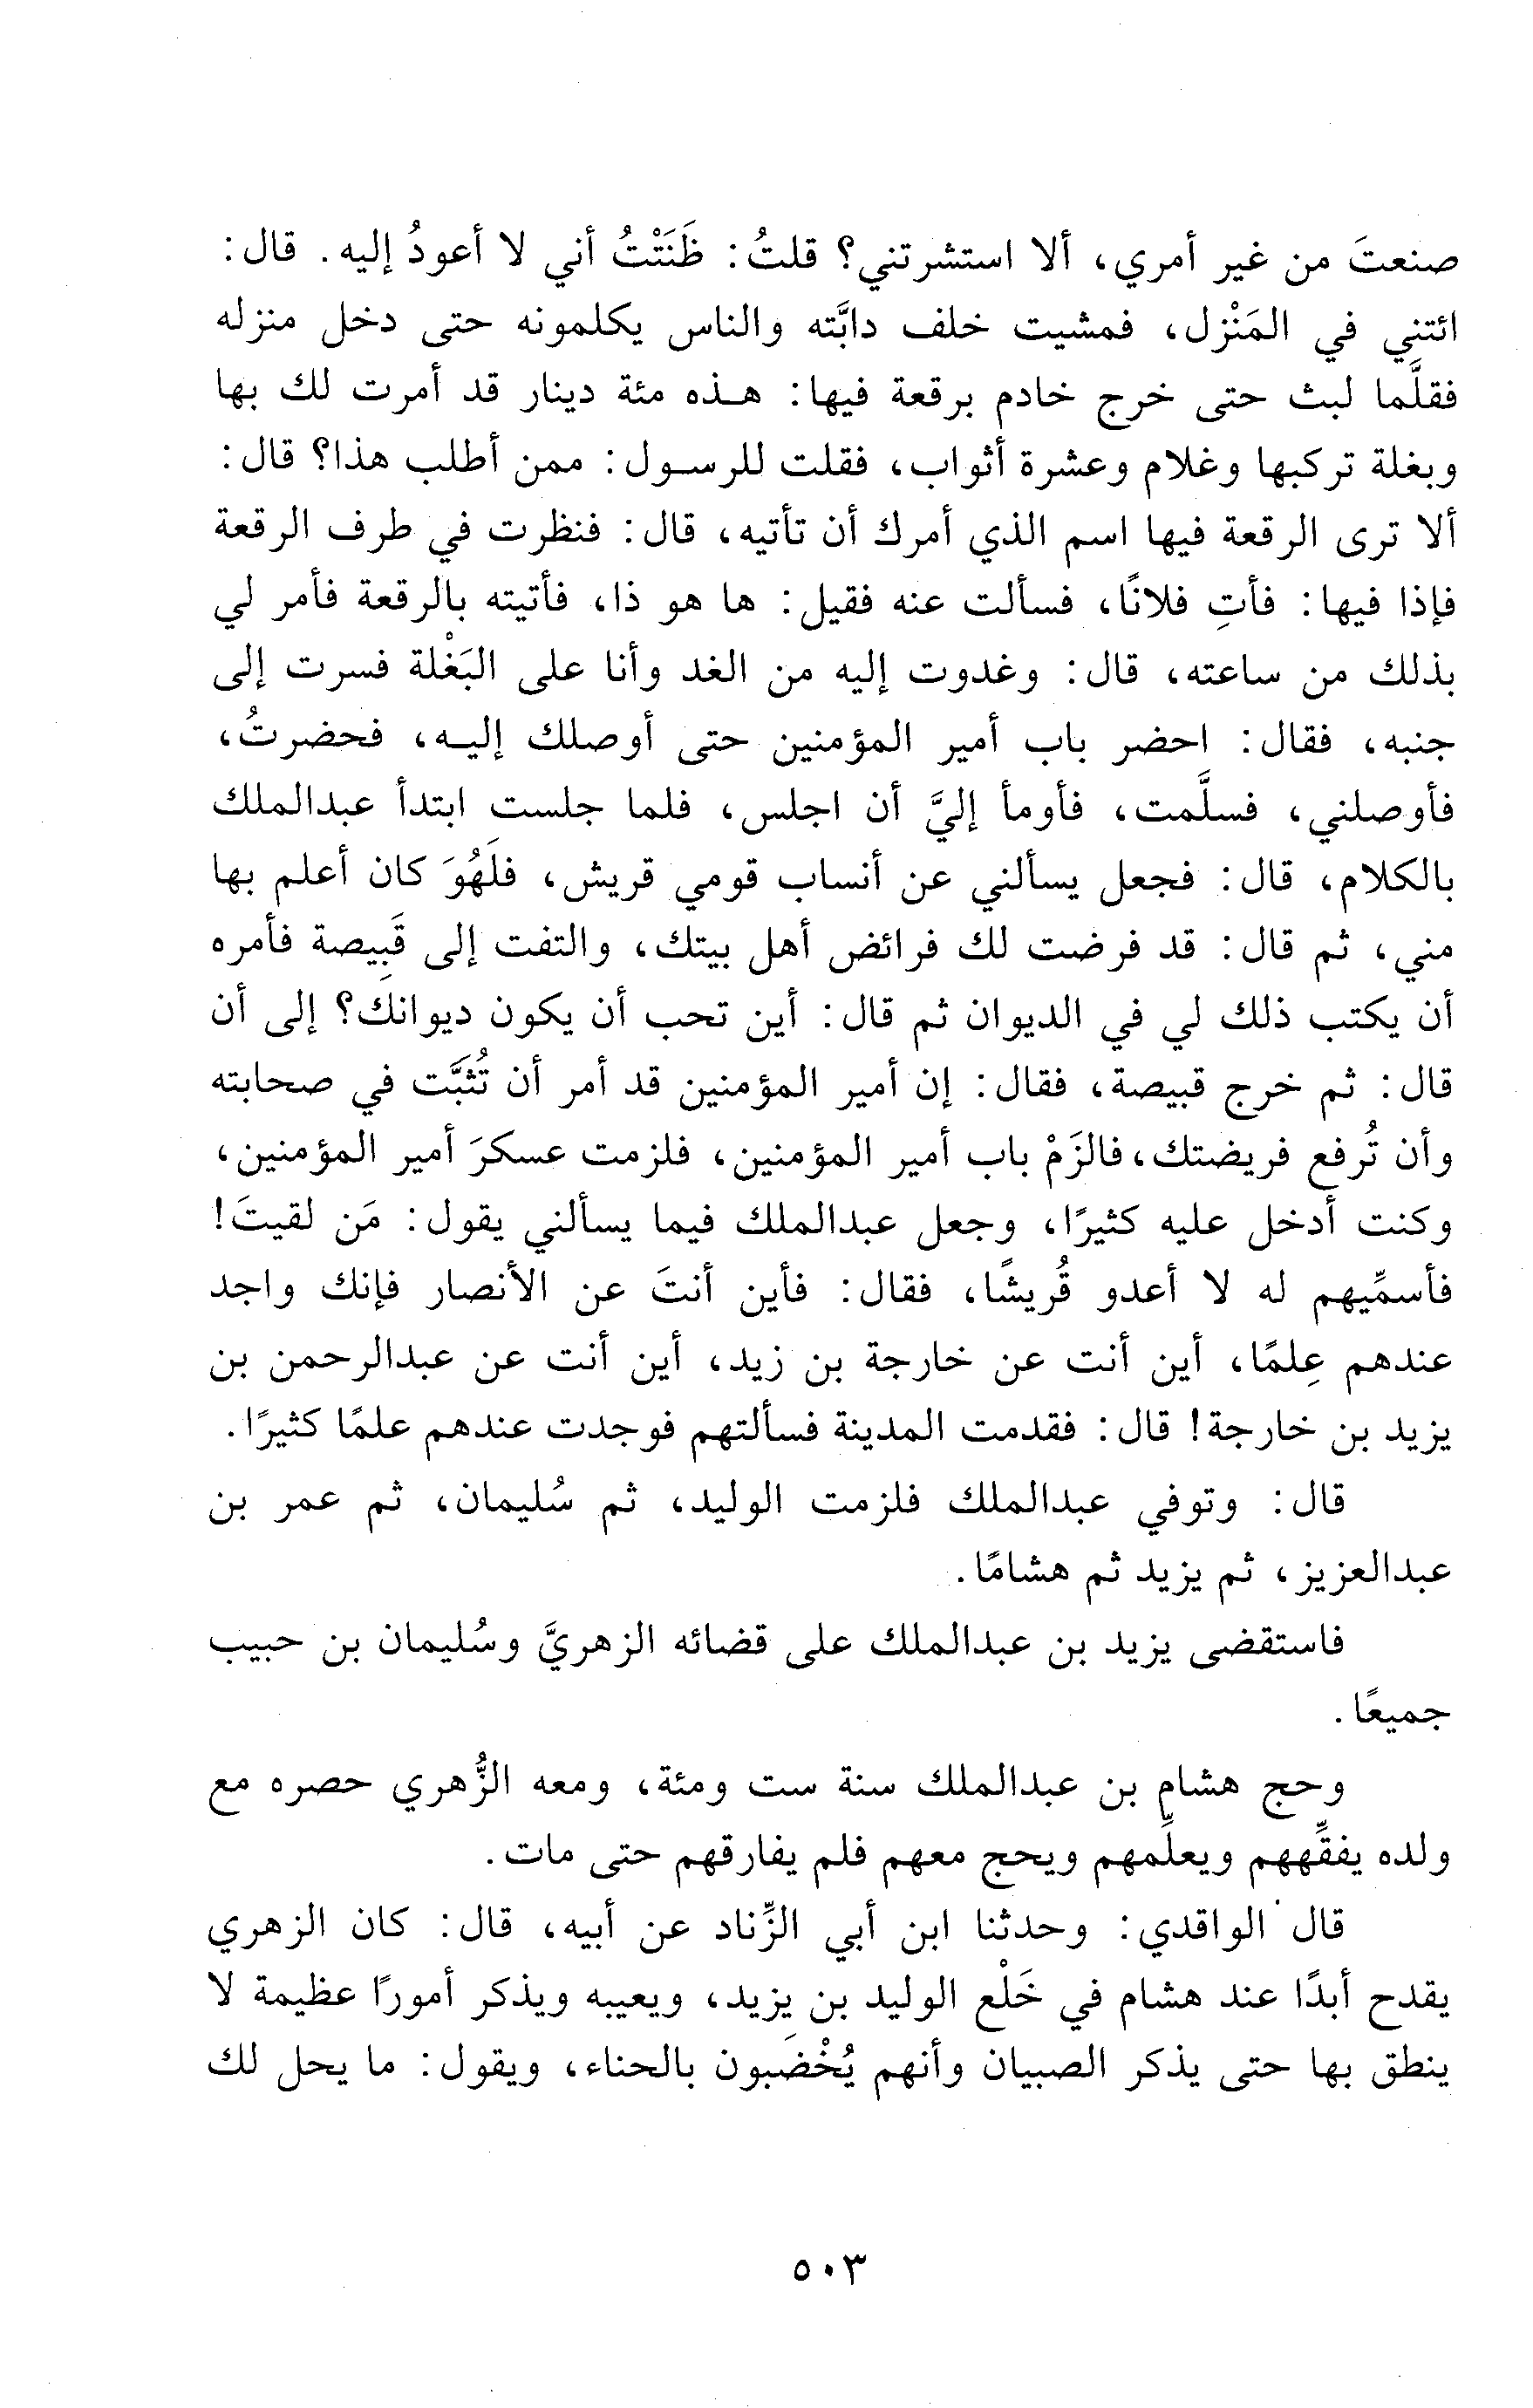 صنعتَ من غير أمري، ألا استشرتني؟ قلتُ: ظَنَنْتُ أني لا أعودُ إليه. قال:
ائتني في المَنْزل، فمشيت خلف دابَّته والناس يكلمونه حتى دخل منزله
فقلَّما لبث حتى خرج خادم برقعة فيها: هـذه مئة دينار قد أمرت لك بها
وبغلة تركبها وغلام وعشرة أثواب، فقلت للرسـول: ممن أطلب هذا؟ قال:
ألا ترى الرقعة فيها اسم الذي أمرك أن تأتيه، قال: فنظرت في طرف الرقعة
فإذا فيها: فأتِ فلانًا، فسألت عنه فقيل: ها هو ذا، فأتيته بالرقعة فأمر لي
بذلك من ساعته، قال: وغدوت إليه من الغد وأنا على البَغْلة فسرت إلى
جنبه، فقال: احضر باب أمير المؤمنين حتى أوصلك إليـه، فحضرتُ،
فأوصلني، فسلَّمت، فأومأ إليَّ أن اجلس، فلما جلست ابتدأ عبدالملك
بالكلام، قال: فجعل يسألني عن أنساب قومي قريش، فلَهُوَ كان أعلم بها
مني، ثم قال: قد فرضت لك فرائض أهل بيتك، والتفت إلى قَبِيصة فأمره
أن يكتب ذلك لي في الديوان ثم قال: أين تحب أن يكون ديوانك؟ إلى أن
قال: ثم خرج قبيصة، فقال: إن أمير المؤمنين قد أمر أن تُثبَّت في صحابته
وأن تُرفع فريضتك، فالزَمْ باب أمير المؤمنين، فلزمت عسكرَ أمير المؤمنين،
وكنت أدخل عليه كثيرًا، وجعل عبدالملك فيما يسألني يقول: مَن لقيتَ!
فأسمِّيهم له لا أعدو قُريشًا، فقال: فأين أنتَ عن الأنصار فإنك واجد
عندهم عِلمًا، أين أنت عن خارجة بن زيد، أين أنت عن عبدالرحمن بن
يزيد بن خارجة! قال: فقدمت المدينة فسألتهم فوجدت عندهم علمًا كثيرًا.
قال: وتوفي عبدالملك فلزمت الوليد، ثم سُليمان، ثم عمر بن
عبدالعزيز، ثم يزيد ثم هشامًا.
فاستقضى يزيد بن عبدالملك على قضائه الزهريَّ وسُليمان بن حبيب
جميعًا.
وحج هشام بن عبدالملك سنة ست ومئة، ومعه الزُّهري حصره مع
ولده يفقِّههم ويعلِّمهم ويحج معهم فلم يفارقهم حتى مات.
قال الواقدي: وحدثنا ابن أبي الزِّناد عن أبيه، قال: كان الزهري
يقدح أبدًا عند هشام في خَلْع الوليد بن يزيد، ويعيبه ويذكر أمورًا عظيمة لا
ينطق بها حتى يذكر الصبيان وأنهم يُخْضَبون بالحناء، ويقول: ما يحل لك
٥٠٣